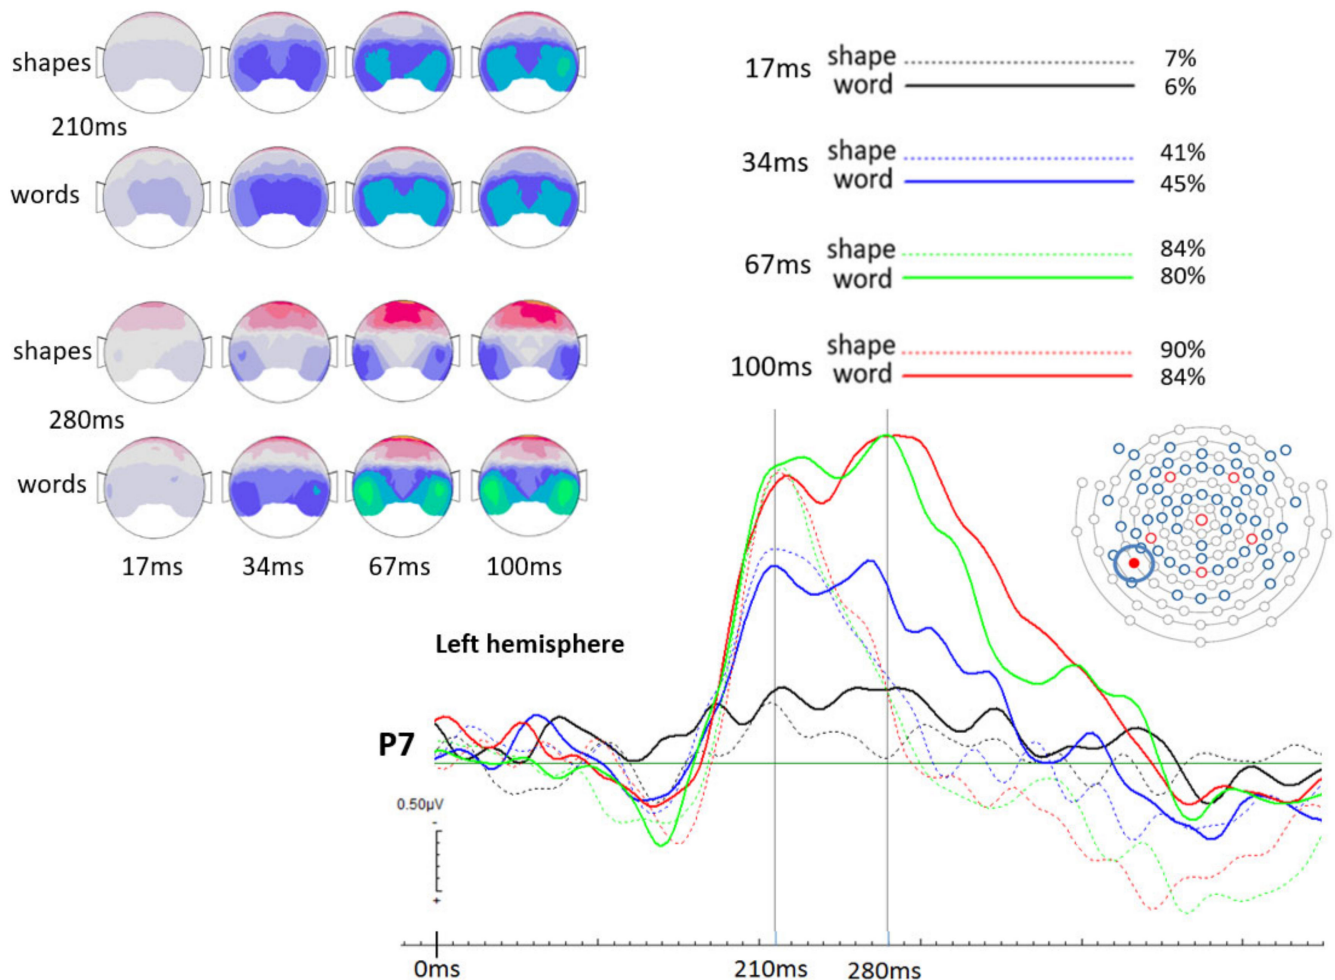 shapes
210ms
words
shapes
280ms
words
17ms 34ms 67ms 100ms
17ms
shape 7%
word 6%
34ms
shape 41%
word 45%
67ms
shape 84%
word 80%
100ms
shape 90%
word 84%
Left hemisphere
P7
0.50µV
-
+
0ms 210ms 280ms